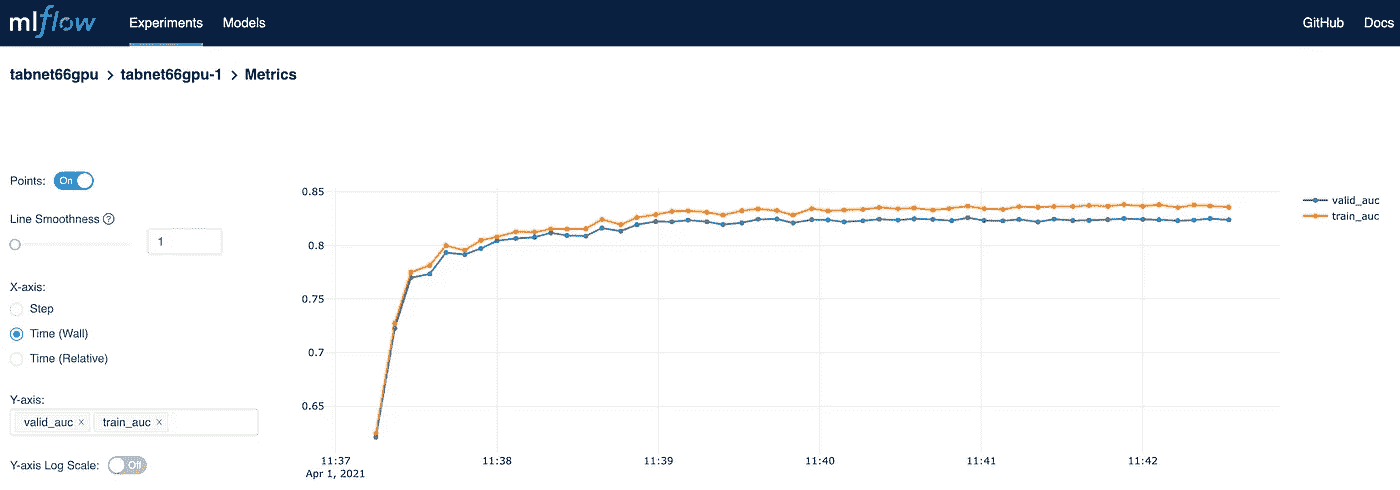 mlflow Experiments Models GitHub Docs
tabnet66gpu > tabnet66gpu-1 > Metrics
Points: On
Line Smoothness ?
1
X-axis:
Step
Time (Wall)
Time (Relative)
Y-axis:
valid_auc × train_auc ×
Y-axis Log Scale: Off
0.85
0.8
0.75
0.7
0.65
11:37 11:38 11:39 11:40 11:41 11:42
Apr 1, 2021
valid_auc
train_auc